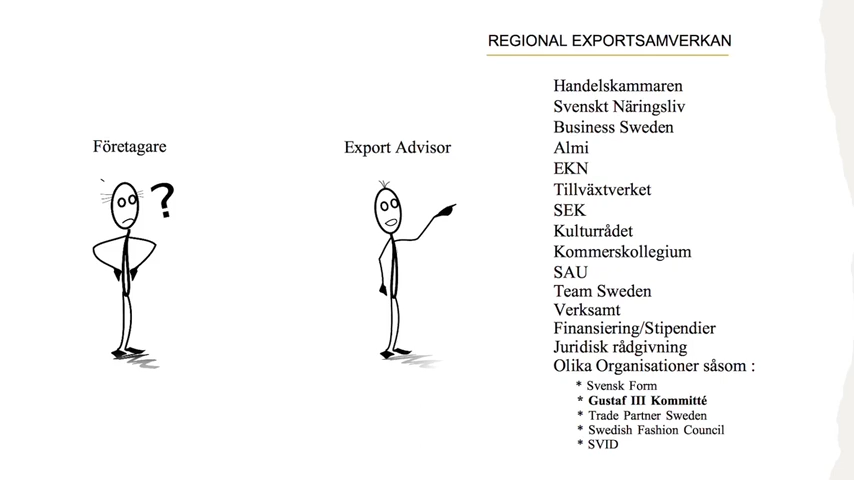 REGIONAL EXPORTSAMVERKAN
Företagare
?
Export Advisor
Handelskammaren
Svenskt Näringsliv
Business Sweden
Almi
EKN
Tillväxtverket
SEK
Kulturrådet
Kommerskollegium
SAU
Team Sweden
Verksamt
Finansiering/Stipendier
Juridisk rådgivning
Olika Organisationer såsom :
* Svensk Form
* Gustaf III Kommitté
* Trade Partner Sweden
* Swedish Fashion Council
* SVID